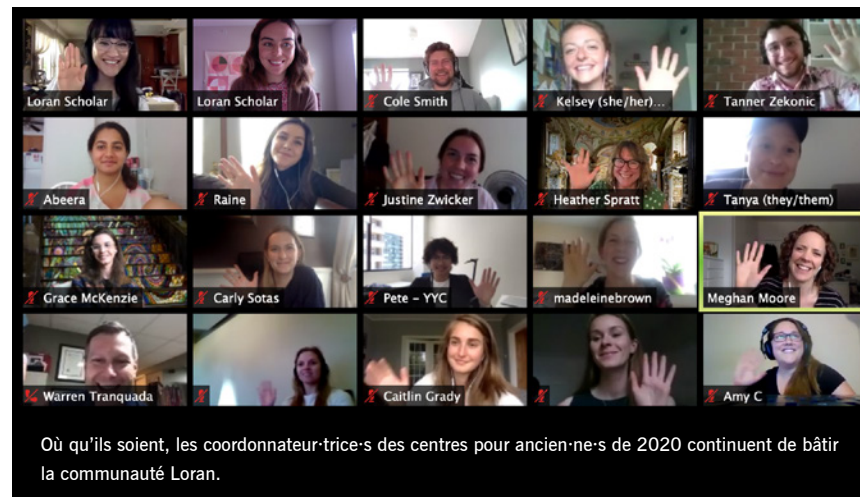 Loran Scholar
Loran Scholar
Cole Smith
Kelsey (she/her)...
Tanner Zekonic
Abeera
Raine
Justine Zwicker
Heather Spratt
Tanya (they/them)
Grace McKenzie
Carly Sotas
Pete – YYC
madeleinebrown
Meghan Moore
Warren Tranquada
Caitlin Grady
Amy C
Où qu’ils soient, les coordonnateur·trice·s des centres pour ancien·ne·s de 2020 continuent de bâtir
la communauté Loran.